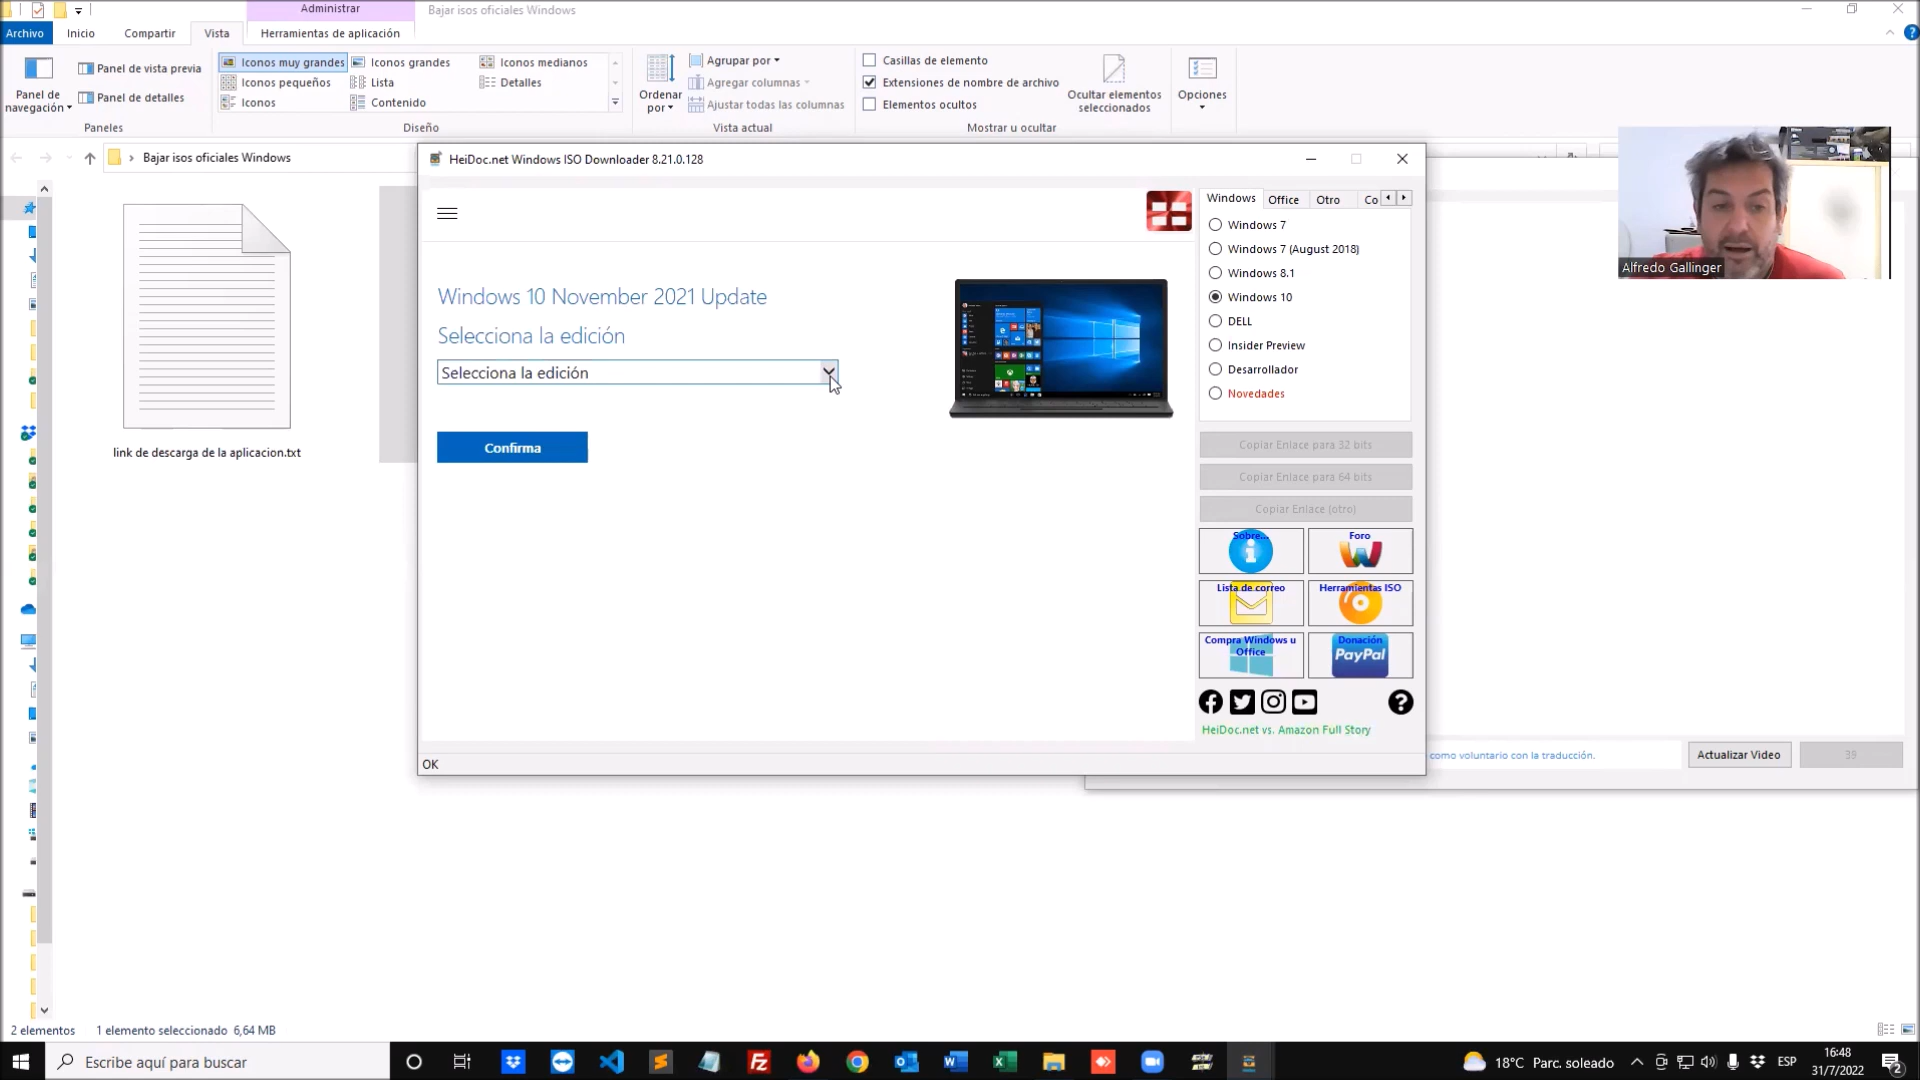 Administrar
Bajar isos oficiales Windows
Archivo
Inicio
Compartir
Vista
Herramientas de aplicación
Panel de navegación
Panel de vista previa
Panel de detalles
Paneles
Iconos muy grandes
Iconos grandes
Iconos medianos
Iconos pequeños
Lista
Detalles
Iconos
Contenido
Diseño
Ordenar por
Agrupar por
Agregar columnas
Ajustar todas las columnas
Vista actual
Casillas de elemento
Extensiones de nombre de archivo
Elementos ocultos
Ocultar elementos seleccionados
Mostrar u ocultar
Opciones
Bajar isos oficiales Windows
link de descarga de la aplicacion.txt
HeiDoc.net Windows ISO Downloader 8.21.0.128
Windows 10 November 2021 Update
Selecciona la edición
Selecciona la edición
Confirma
OK
Windows
Office
Otro
Co
Windows 7
Windows 7 (August 2018)
Windows 8.1
Windows 10
DELL
Insider Preview
Desarrollador
Novedades
Copiar Enlace para 32 bits
Copiar Enlace para 64 bits
Copiar Enlace (otro)
Sobre...
Foro
Lista de correo
Herramientas ISO
Compra Windows u Office
Donación
PayPal
HeiDoc.net vs. Amazon Full Story
Alfredo Gallinger
como voluntario con la traducción.
Actualizar Video
39
2 elementos
1 elemento seleccionado 6,64 MB
Escribe aquí para buscar
18°C Parc. soleado
ESP
16:48
31/7/2022
2